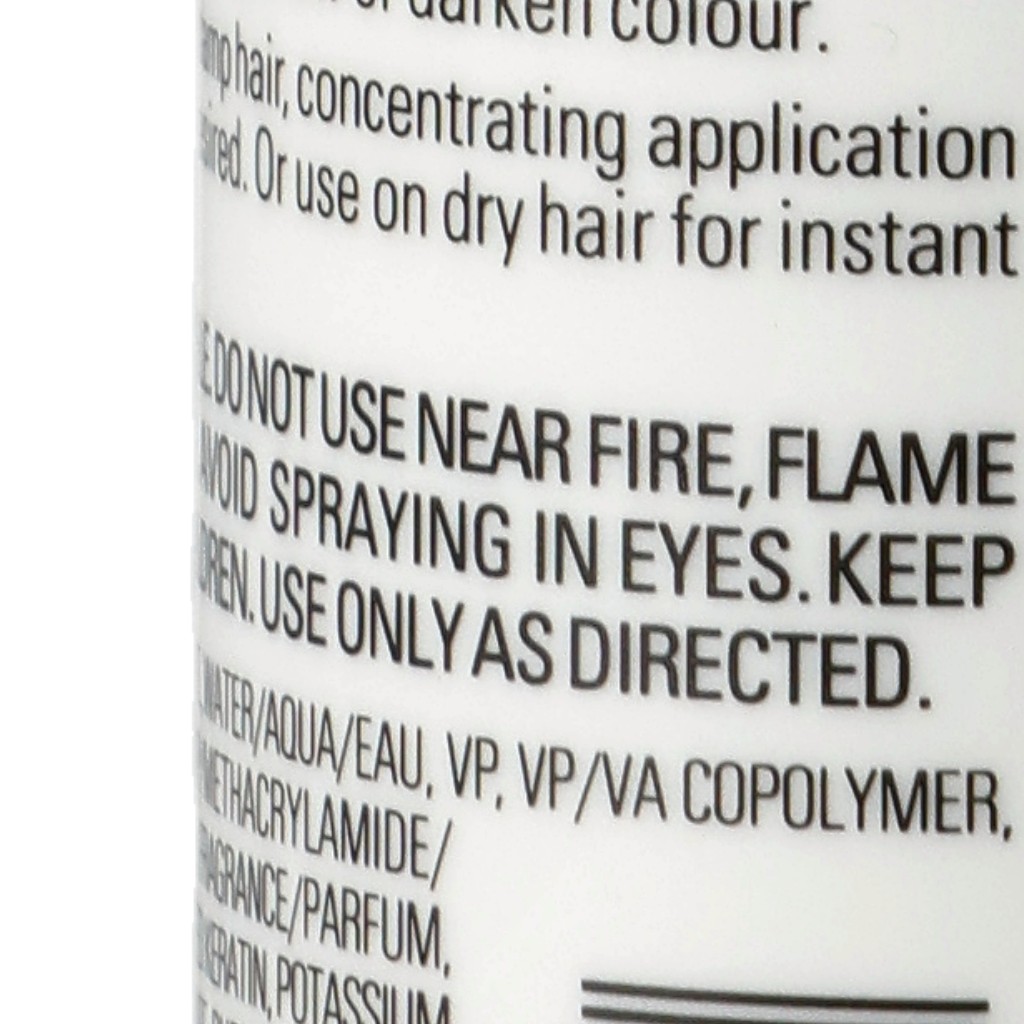 darken colour.
hair, concentrating application
Or use on dry hair for instant
DO NOT USE NEAR FIRE, FLAME
AVOID SPRAYING IN EYES. KEEP
USE ONLY AS DIRECTED.
WATER/AQUA/EAU, VP, VP/VA COPOLYMER,
METHACRYLAMIDE/
FRAGRANCE/PARFUM,
KERATIN, POTASSIUM